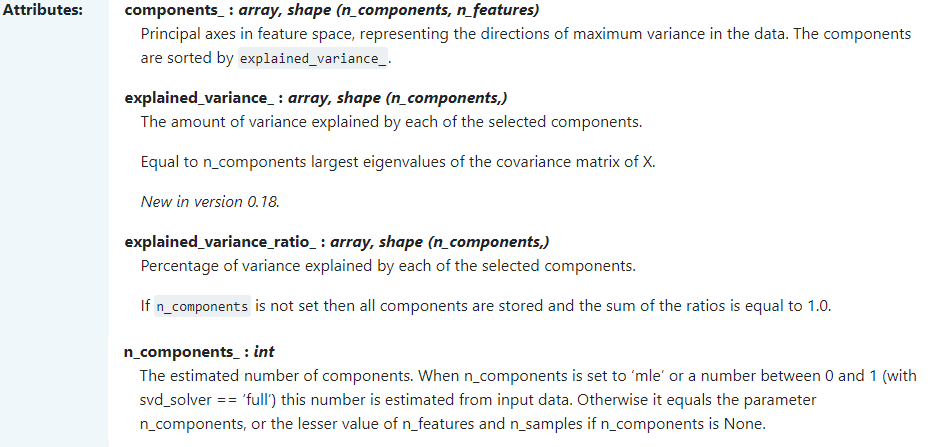 Attributes:
components_ : array, shape (n_components, n_features)
Principal axes in feature space, representing the directions of maximum variance in the data. The components
are sorted by explained_variance_.
explained_variance_ : array, shape (n_components,)
The amount of variance explained by each of the selected components.
Equal to n_components largest eigenvalues of the covariance matrix of X.
New in version 0.18.
explained_variance_ratio_ : array, shape (n_components,)
Percentage of variance explained by each of the selected components.
If n_components is not set then all components are stored and the sum of the ratios is equal to 1.0.
n_components_ : int
The estimated number of components. When n_components is set to ‘mle’ or a number between 0 and 1 (with
svd_solver == ‘full’) this number is estimated from input data. Otherwise it equals the parameter
n_components, or the lesser value of n_features and n_samples if n_components is None.